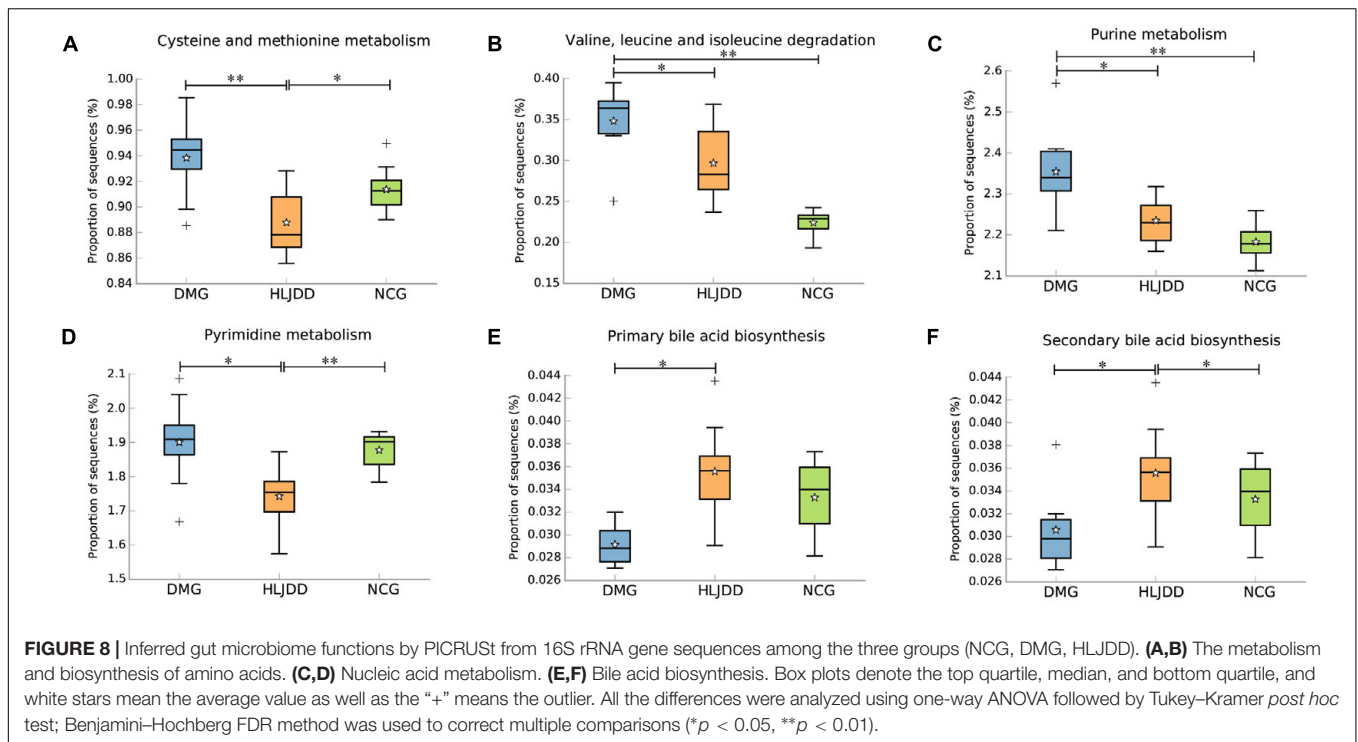 A
Cysteine and methionine metabolism
Proportion of sequences (%)
1.00
0.98
0.96
0.94
0.92
0.90
0.88
0.86
0.84
**
*
+
+
DMG
HLJDD
NCG
B
Valine, leucine and isoleucine degradation
Proportion of sequences (%)
0.40
0.35
0.30
0.25
0.20
0.15
**
*
+
DMG
HLJDD
NCG
C
Purine metabolism
Proportion of sequences (%)
2.6
2.5
2.4
2.3
2.2
2.1
**
*
+
DMG
HLJDD
NCG
D
Pyrimidine metabolism
Proportion of sequences (%)
2.1
2.0
1.9
1.8
1.7
1.6
1.5
*
**
+
+
DMG
HLJDD
NCG
E
Primary bile acid biosynthesis
Proportion of sequences (%)
0.044
0.042
0.040
0.038
0.036
0.034
0.032
0.030
0.028
0.026
*
+
DMG
HLJDD
NCG
F
Secondary bile acid biosynthesis
Proportion of sequences (%)
0.044
0.042
0.040
0.038
0.036
0.034
0.032
0.030
0.028
0.026
*
*
+
+
DMG
HLJDD
NCG
FIGURE 8 | Inferred gut microbiome functions by PICRUSt from 16S rRNA gene sequences among the three groups (NCG, DMG, HLJDD). (A,B) The metabolism
and biosynthesis of amino acids. (C,D) Nucleic acid metabolism. (E,F) Bile acid biosynthesis. Box plots denote the top quartile, median, and bottom quartile, and
white stars mean the average value as well as the “+” means the outlier. All the differences were analyzed using one-way ANOVA followed by Tukey–Kramer post hoc
test; Benjamini–Hochberg FDR method was used to correct multiple comparisons (*p < 0.05, **p < 0.01).